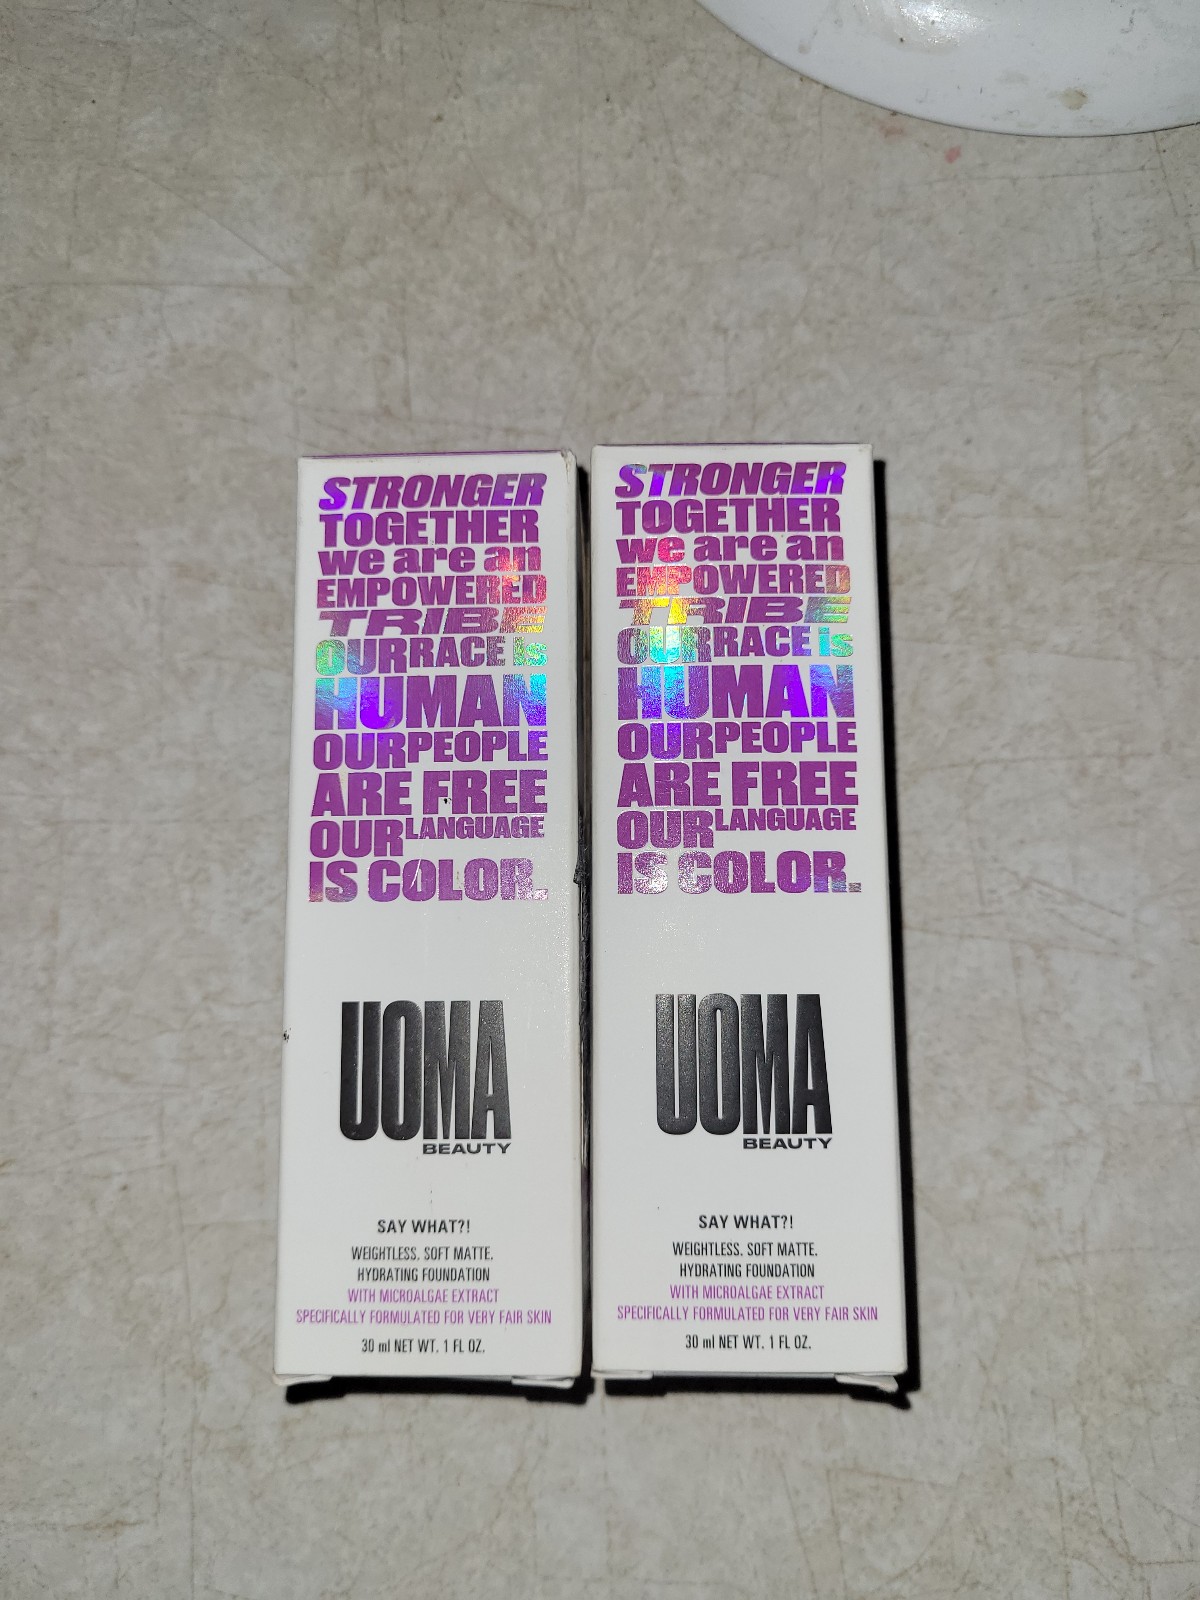 STRONGER
TOGETHER
we are an
EMPOWERED
TRIBE
OUR RACE is
HUMAN
OUR PEOPLE
ARE FREE
OUR LANGUAGE
IS COLOR.
UOMA
BEAUTY
SAY WHAT?!
WEIGHTLESS. SOFT MATTE.
HYDRATING FOUNDATION
WITH MICROALGAE EXTRACT
SPECIFICALLY FORMULATED FOR VERY FAIR SKIN
30 ml NET WT. 1 FL OZ.
STRONGER
TOGETHER
we are an
EMPOWERED
TRIBE
OUR RACE is
HUMAN
OUR PEOPLE
ARE FREE
OUR LANGUAGE
IS COLOR.
UOMA
BEAUTY
SAY WHAT?!
WEIGHTLESS. SOFT MATTE.
HYDRATING FOUNDATION
WITH MICROALGAE EXTRACT
SPECIFICALLY FORMULATED FOR VERY FAIR SKIN
30 ml NET WT. 1 FL OZ.